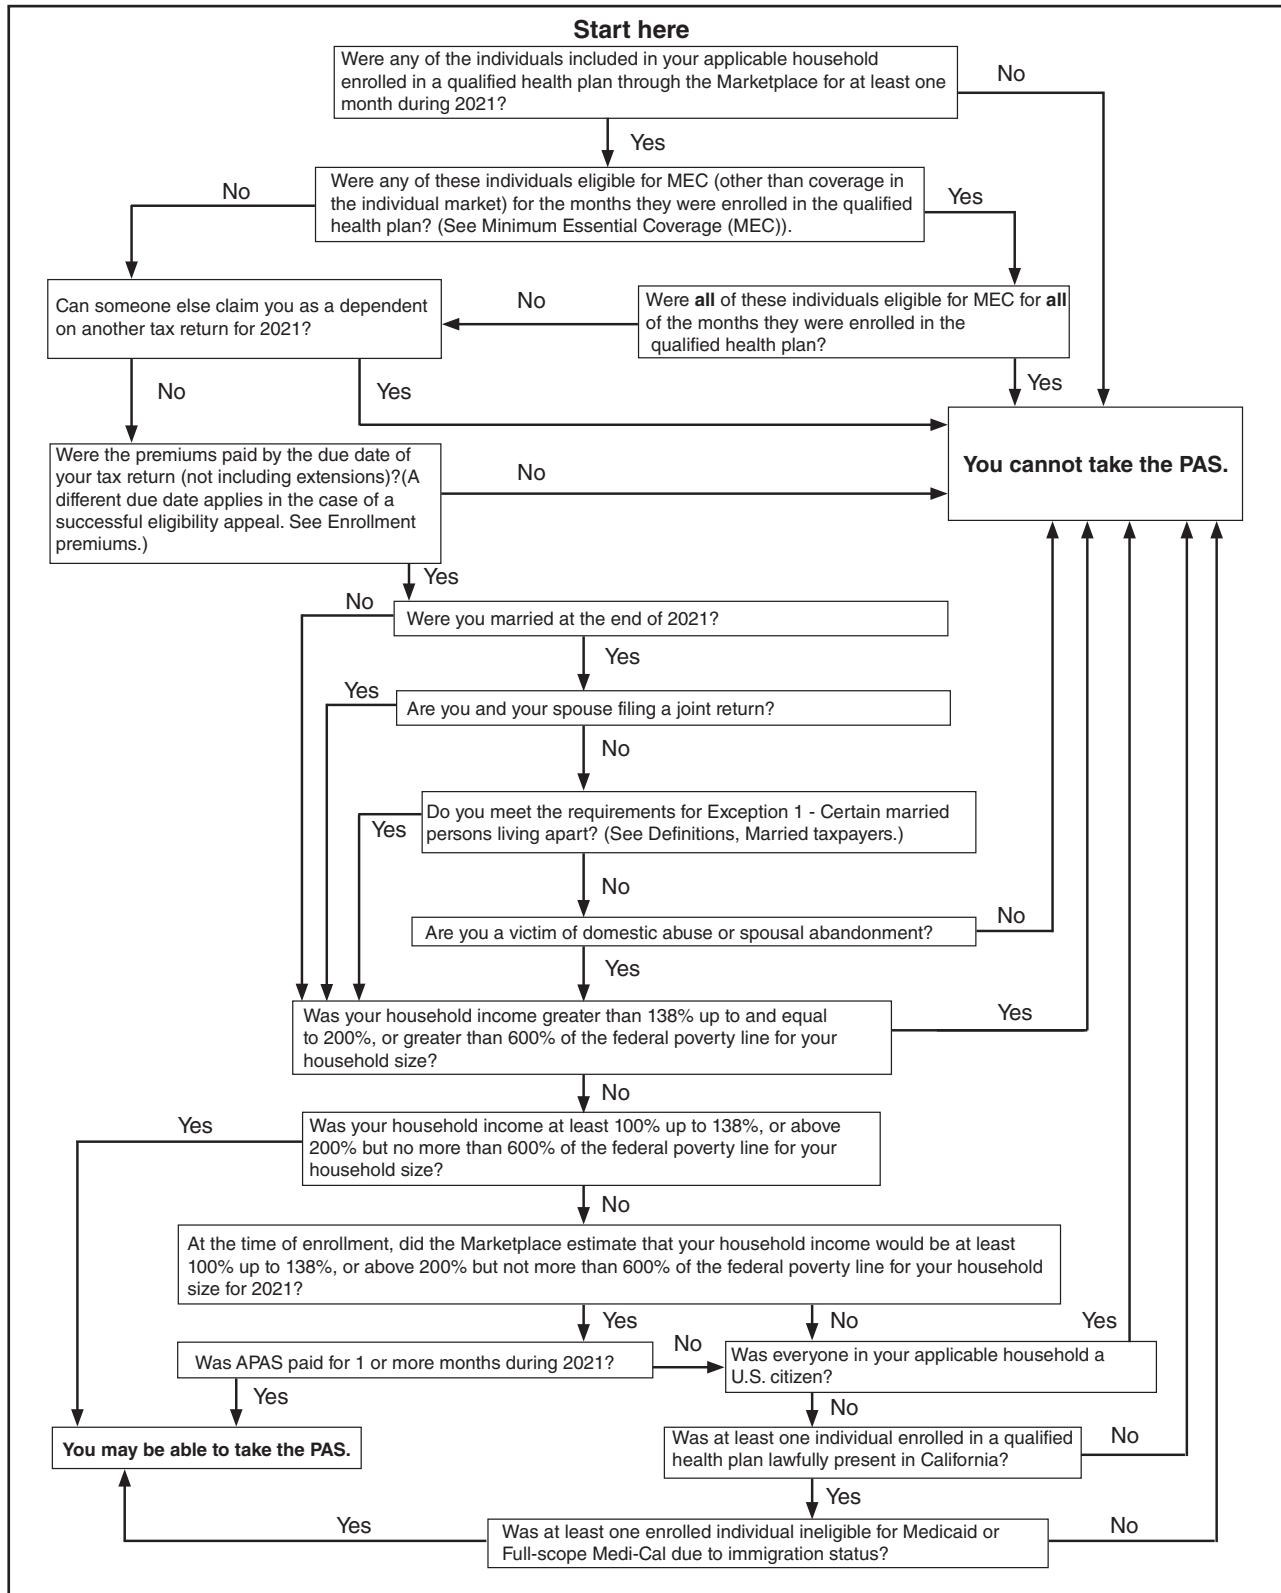 Start here
Were any of the individuals included in your applicable household
enrolled in a qualified health plan through the Marketplace for at least one
month during 2021?
No
Yes
Were any of these individuals eligible for MEC (other than coverage in
the individual market) for the months they were enrolled in the qualified
health plan? (See Minimum Essential Coverage (MEC)).
No
Yes
Can someone else claim you as a dependent
on another tax return for 2021?
No
Were all of these individuals eligible for MEC for all
of the months they were enrolled in the
qualified health plan?
No
Yes
Yes
You cannot take the PAS.
Were the premiums paid by the due date of
your tax return (not including extensions)?(A
different due date applies in the case of a
successful eligibility appeal. See Enrollment
premiums.)
No
Yes
No
Were you married at the end of 2021?
Yes
Yes
Are you and your spouse filing a joint return?
No
Do you meet the requirements for Exception 1 - Certain married
persons living apart? (See Definitions, Married taxpayers.)
Yes
No
Are you a victim of domestic abuse or spousal abandonment?
No
Yes
Was your household income greater than 138% up to and equal
to 200%, or greater than 600% of the federal poverty line for your
household size?
Yes
No
Was your household income at least 100% up to 138%, or above
200% but no more than 600% of the federal poverty line for your
household size?
Yes
No
At the time of enrollment, did the Marketplace estimate that your household income would be at least
100% up to 138%, or above 200% but not more than 600% of the federal poverty line for your household
size for 2021?
Yes
No
Yes
Was APAS paid for 1 or more months during 2021?
No
Was everyone in your applicable household a
U.S. citizen?
Yes
No
You may be able to take the PAS.
Was at least one individual enrolled in a qualified
health plan lawfully present in California?
No
Yes
Yes
Was at least one enrolled individual ineligible for Medicaid or
Full-scope Medi-Cal due to immigration status?
No